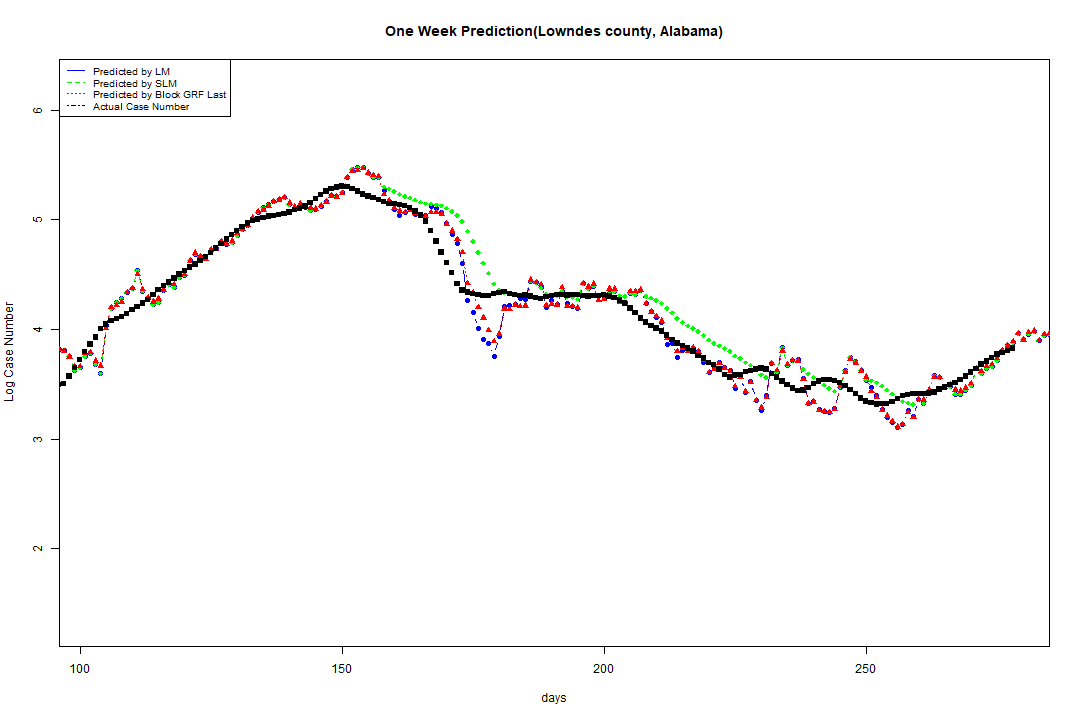 One Week Prediction(Lowndes county, Alabama)
Predicted by LM
Predicted by SLM
Predicted by Block GRF Last
Actual Case Number
6
5
4
3
2
Log Case Number
100 150 200 250
days